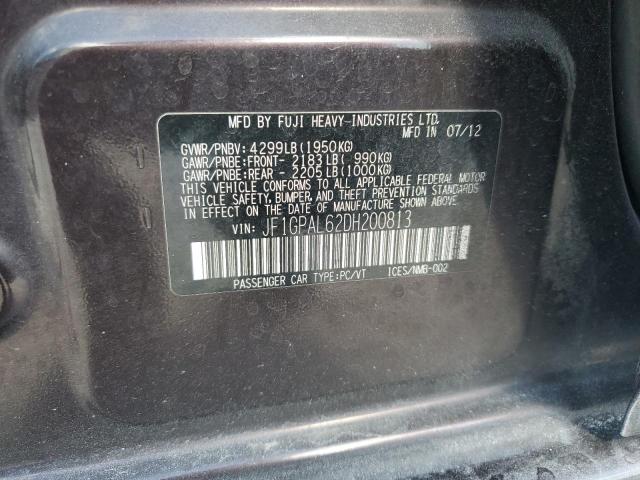 MFD BY FUJI HEAVY-INDUSTRIES LTD.
MFD IN 07/12
GVWR/PNBV: 4299LB(1950KG)
GAWR/PNBE:FRONT- 2183LB( 990KG)
GAWR/PNBE:REAR - 2205LB(1000KG)
THIS VEHICLE CONFORMS TO ALL APPLICABLE FEDERAL MOTOR
VEHICLE SAFETY, BUMPER, AND THEFT PREVENTION STANDARDS
IN EFFECT ON THE DATE OF MANUFACTURE SHOWN ABOVE.
VIN: JF1GPAL62DH200813
PASSENGER CAR TYPE:PC/VT ICES/NMB-002